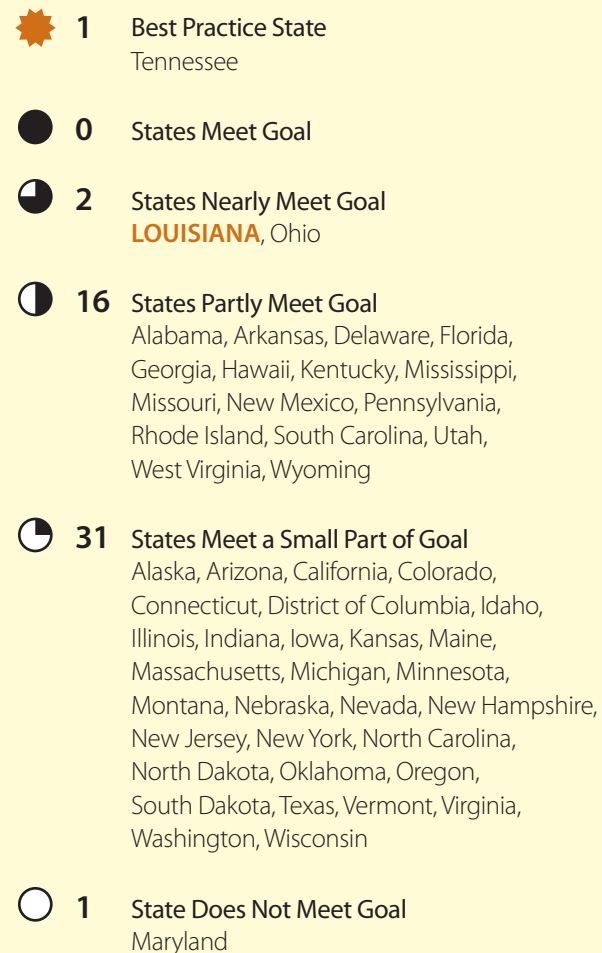 1 Best Practice State
Tennessee
0 States Meet Goal
2 States Nearly Meet Goal
LOUISIANA, Ohio
16 States Partly Meet Goal
Alabama, Arkansas, Delaware, Florida,
Georgia, Hawaii, Kentucky, Mississippi,
Missouri, New Mexico, Pennsylvania,
Rhode Island, South Carolina, Utah,
West Virginia, Wyoming
31 States Meet a Small Part of Goal
Alaska, Arizona, California, Colorado,
Connecticut, District of Columbia, Idaho,
Illinois, Indiana, Iowa, Kansas, Maine,
Massachusetts, Michigan, Minnesota,
Montana, Nebraska, Nevada, New Hampshire,
New Jersey, New York, North Carolina,
North Dakota, Oklahoma, Oregon,
South Dakota, Texas, Vermont, Virginia,
Washington, Wisconsin
1 State Does Not Meet Goal
Maryland